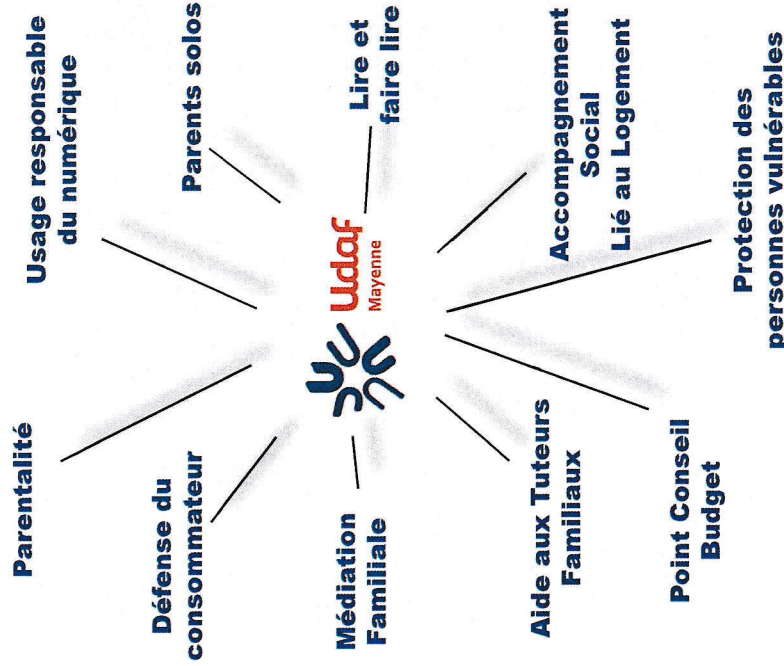 Parentalité
Usage responsable
du numérique
Défense du
consommateur
Parents solos
Médiation
Familiale
Udaf
Mayenne
Lire et
faire lire
Aide aux Tuteurs
Familiaux
Accompagnement
Social
Lié au Logement
Point Conseil
Budget
Protection des
personnes vulnérables